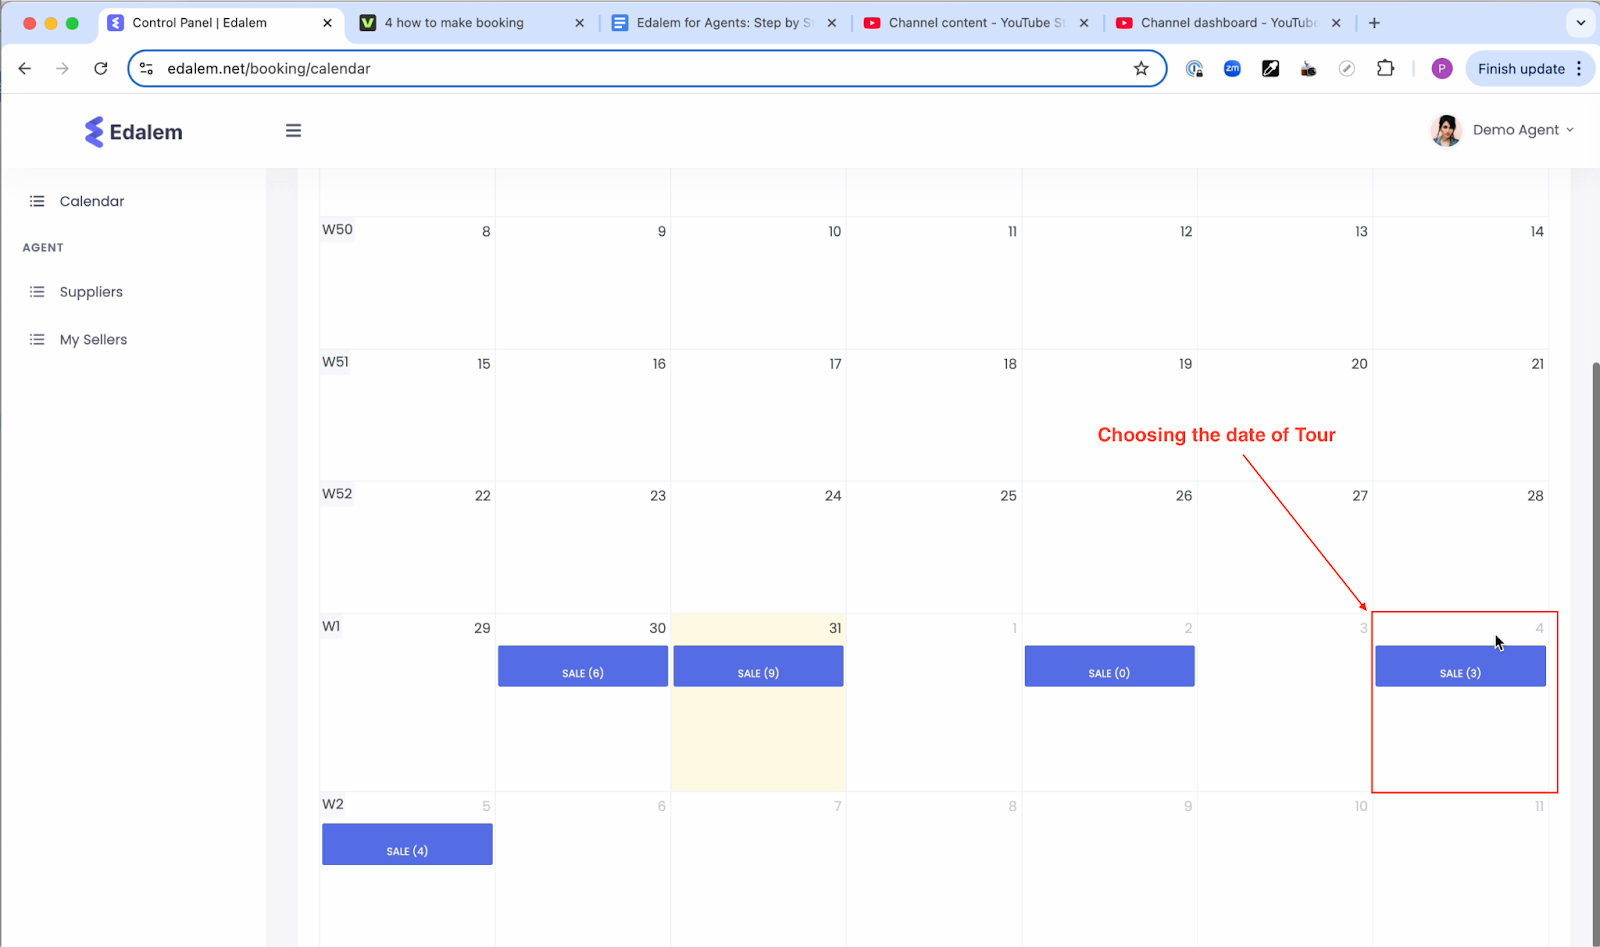 Control Panel | Edalem
4 how to make booking
Edalem for Agents: Step by S
Channel content - YouTube S
Channel dashboard - YouTube
edalem.net/booking/calendar
zm
P
Finish update
Edalem
Demo Agent
Calendar
AGENT
Suppliers
My Sellers
W50 8 9 10 11 12 13 14
W51 15 16 17 18 19 20 21
Choosing the date of Tour
W52 22 23 24 25 26 27 28
W1 29 30 31 1 2 3 4
SALE (6) SALE (9) SALE (0) SALE (3)
W2 5 6 7 8 9 10 11
SALE (4)